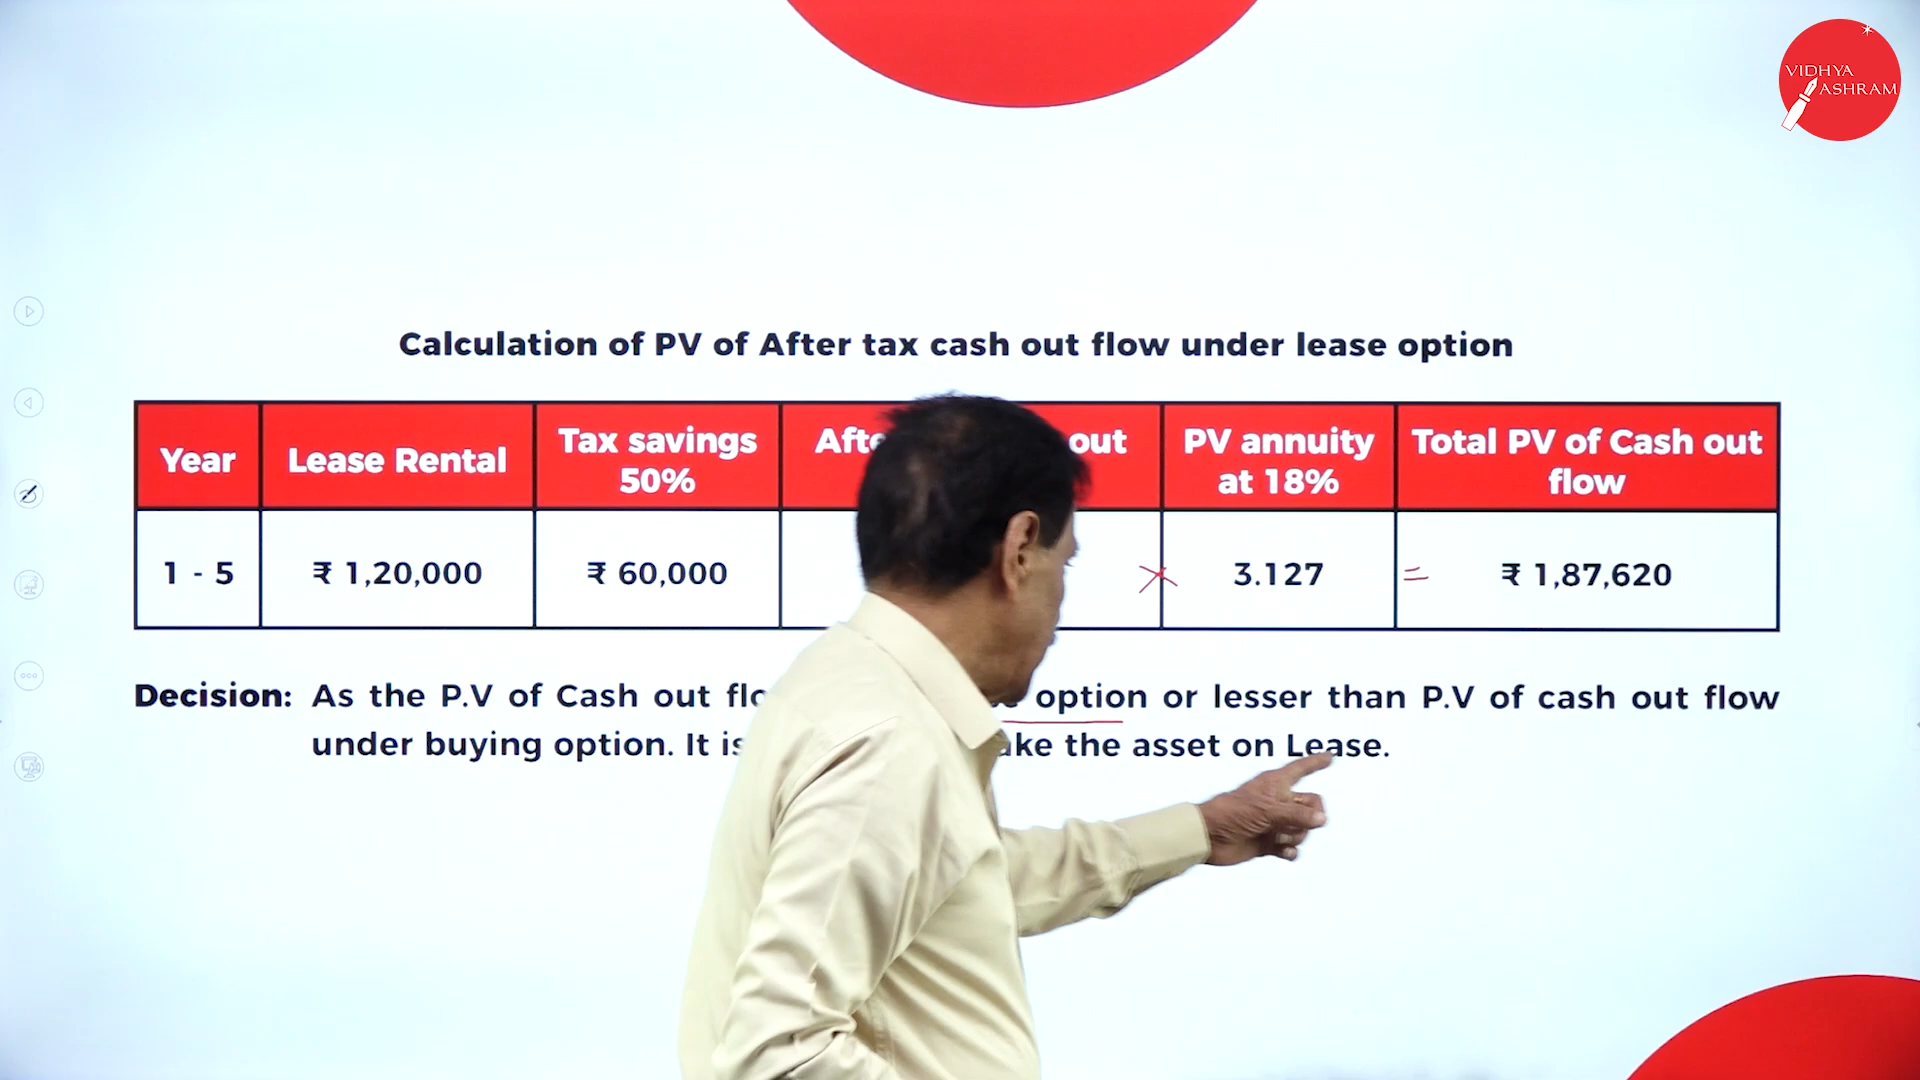 VIDHYA
ASHRAM
Calculation of PV of After tax cash out flow under lease option
Year
Lease Rental
Tax savings
50%
out
PV annuity
at 18%
Total PV of Cash out
flow
1 - 5
₹ 1,20,000
₹ 60,000
×
3.127
=
₹ 1,87,620
Decision: As the P.V of Cash out option or lesser than P.V of cash out flow
under buying option. It the asset on Lease.